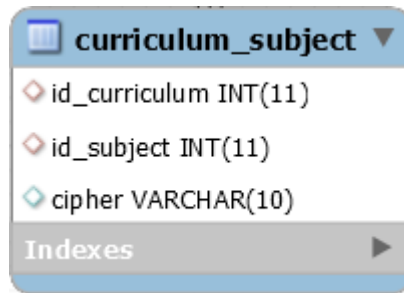 curriculum_subject
id_curriculum INT(11)
id_subject INT(11)
cipher VARCHAR(10)
Indexes